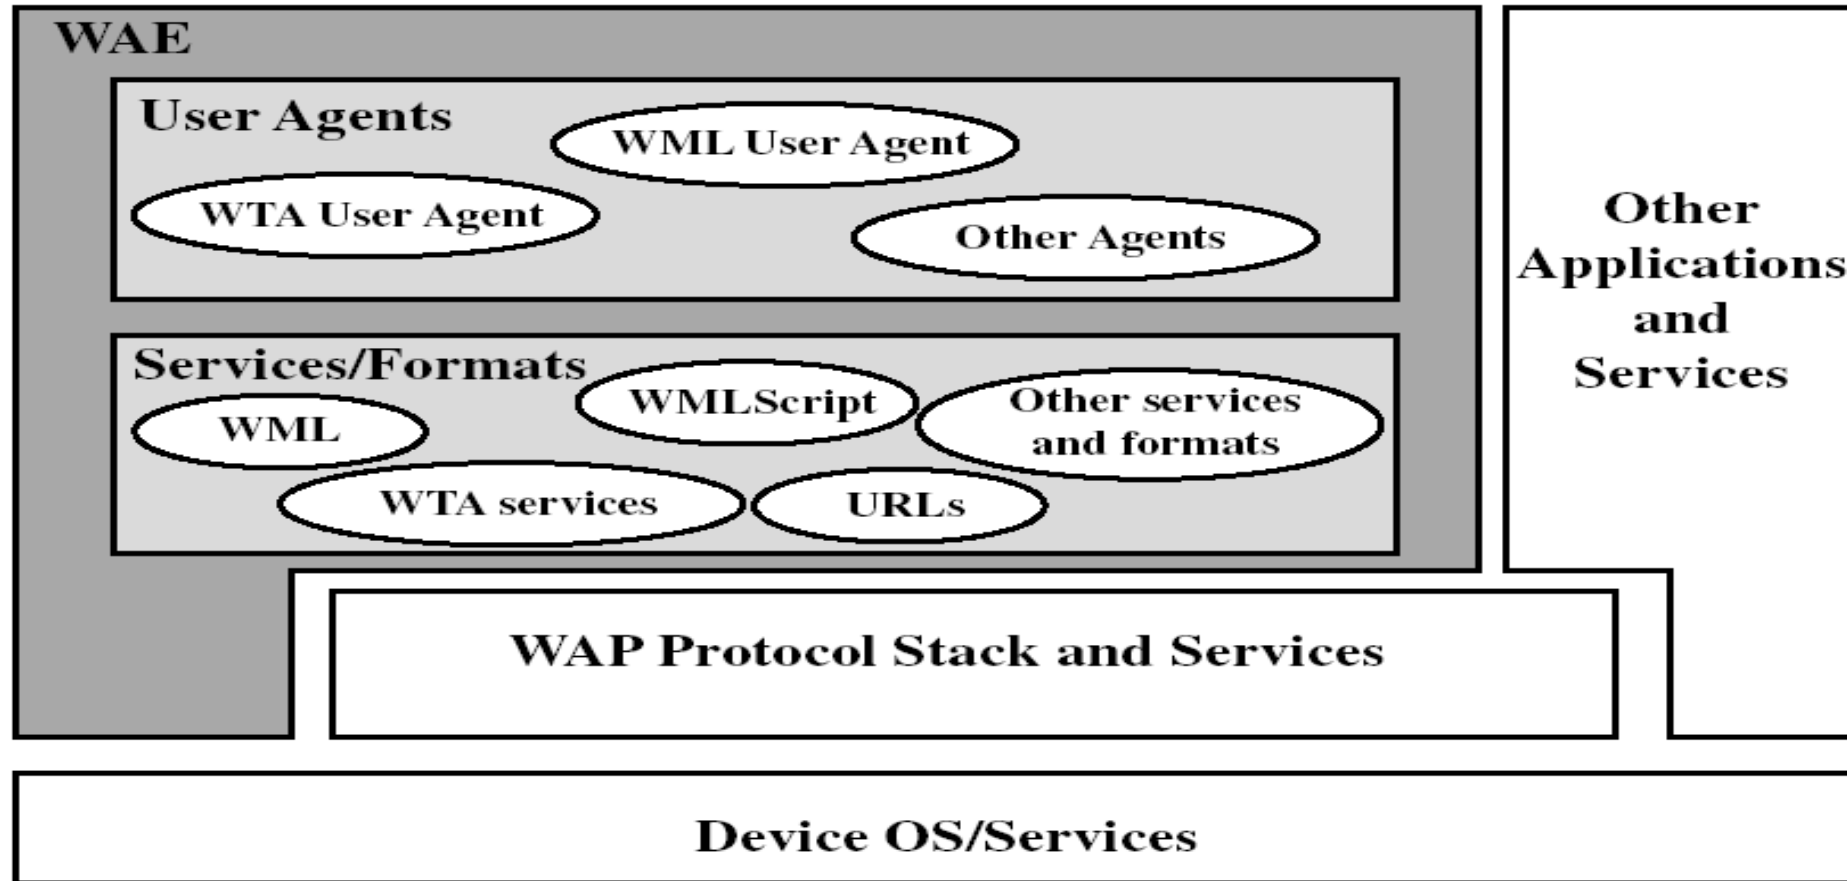 WAE
User Agents
WML User Agent
WTA User Agent
Other Agents
Services/Formats
WMLScript
Other services
and formats
WML
WTA services
URLs
Other
Applications
and
Services
WAP Protocol Stack and Services
Device OS/Services